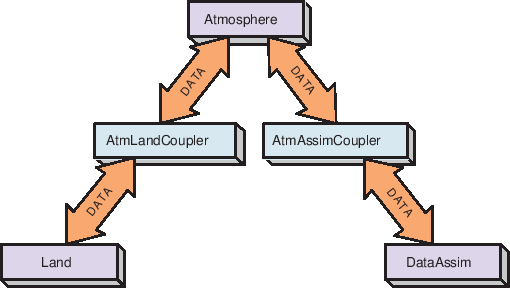 Atmosphere
DATA
DATA
AtmLandCoupler
AtmAssimCoupler
DATA
DATA
Land
DataAssim